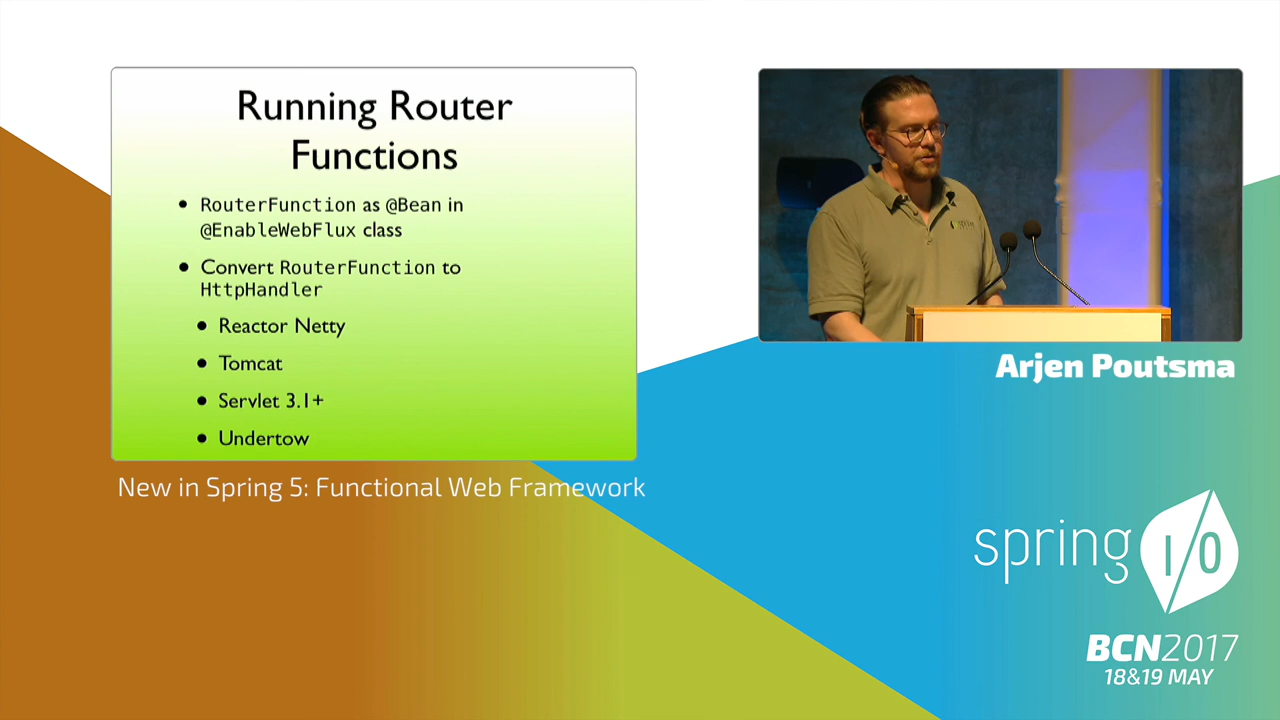 Running Router
Functions
• RouterFunction as @Bean in
@EnableWebFlux class
• Convert RouterFunction to
HttpHandler
• Reactor Netty
• Tomcat
• Servlet 3.1+
• Undertow
New in Spring 5: Functional Web Framework
Arjen Poutsma
spring I/O
BCN2017
18&19 MAY